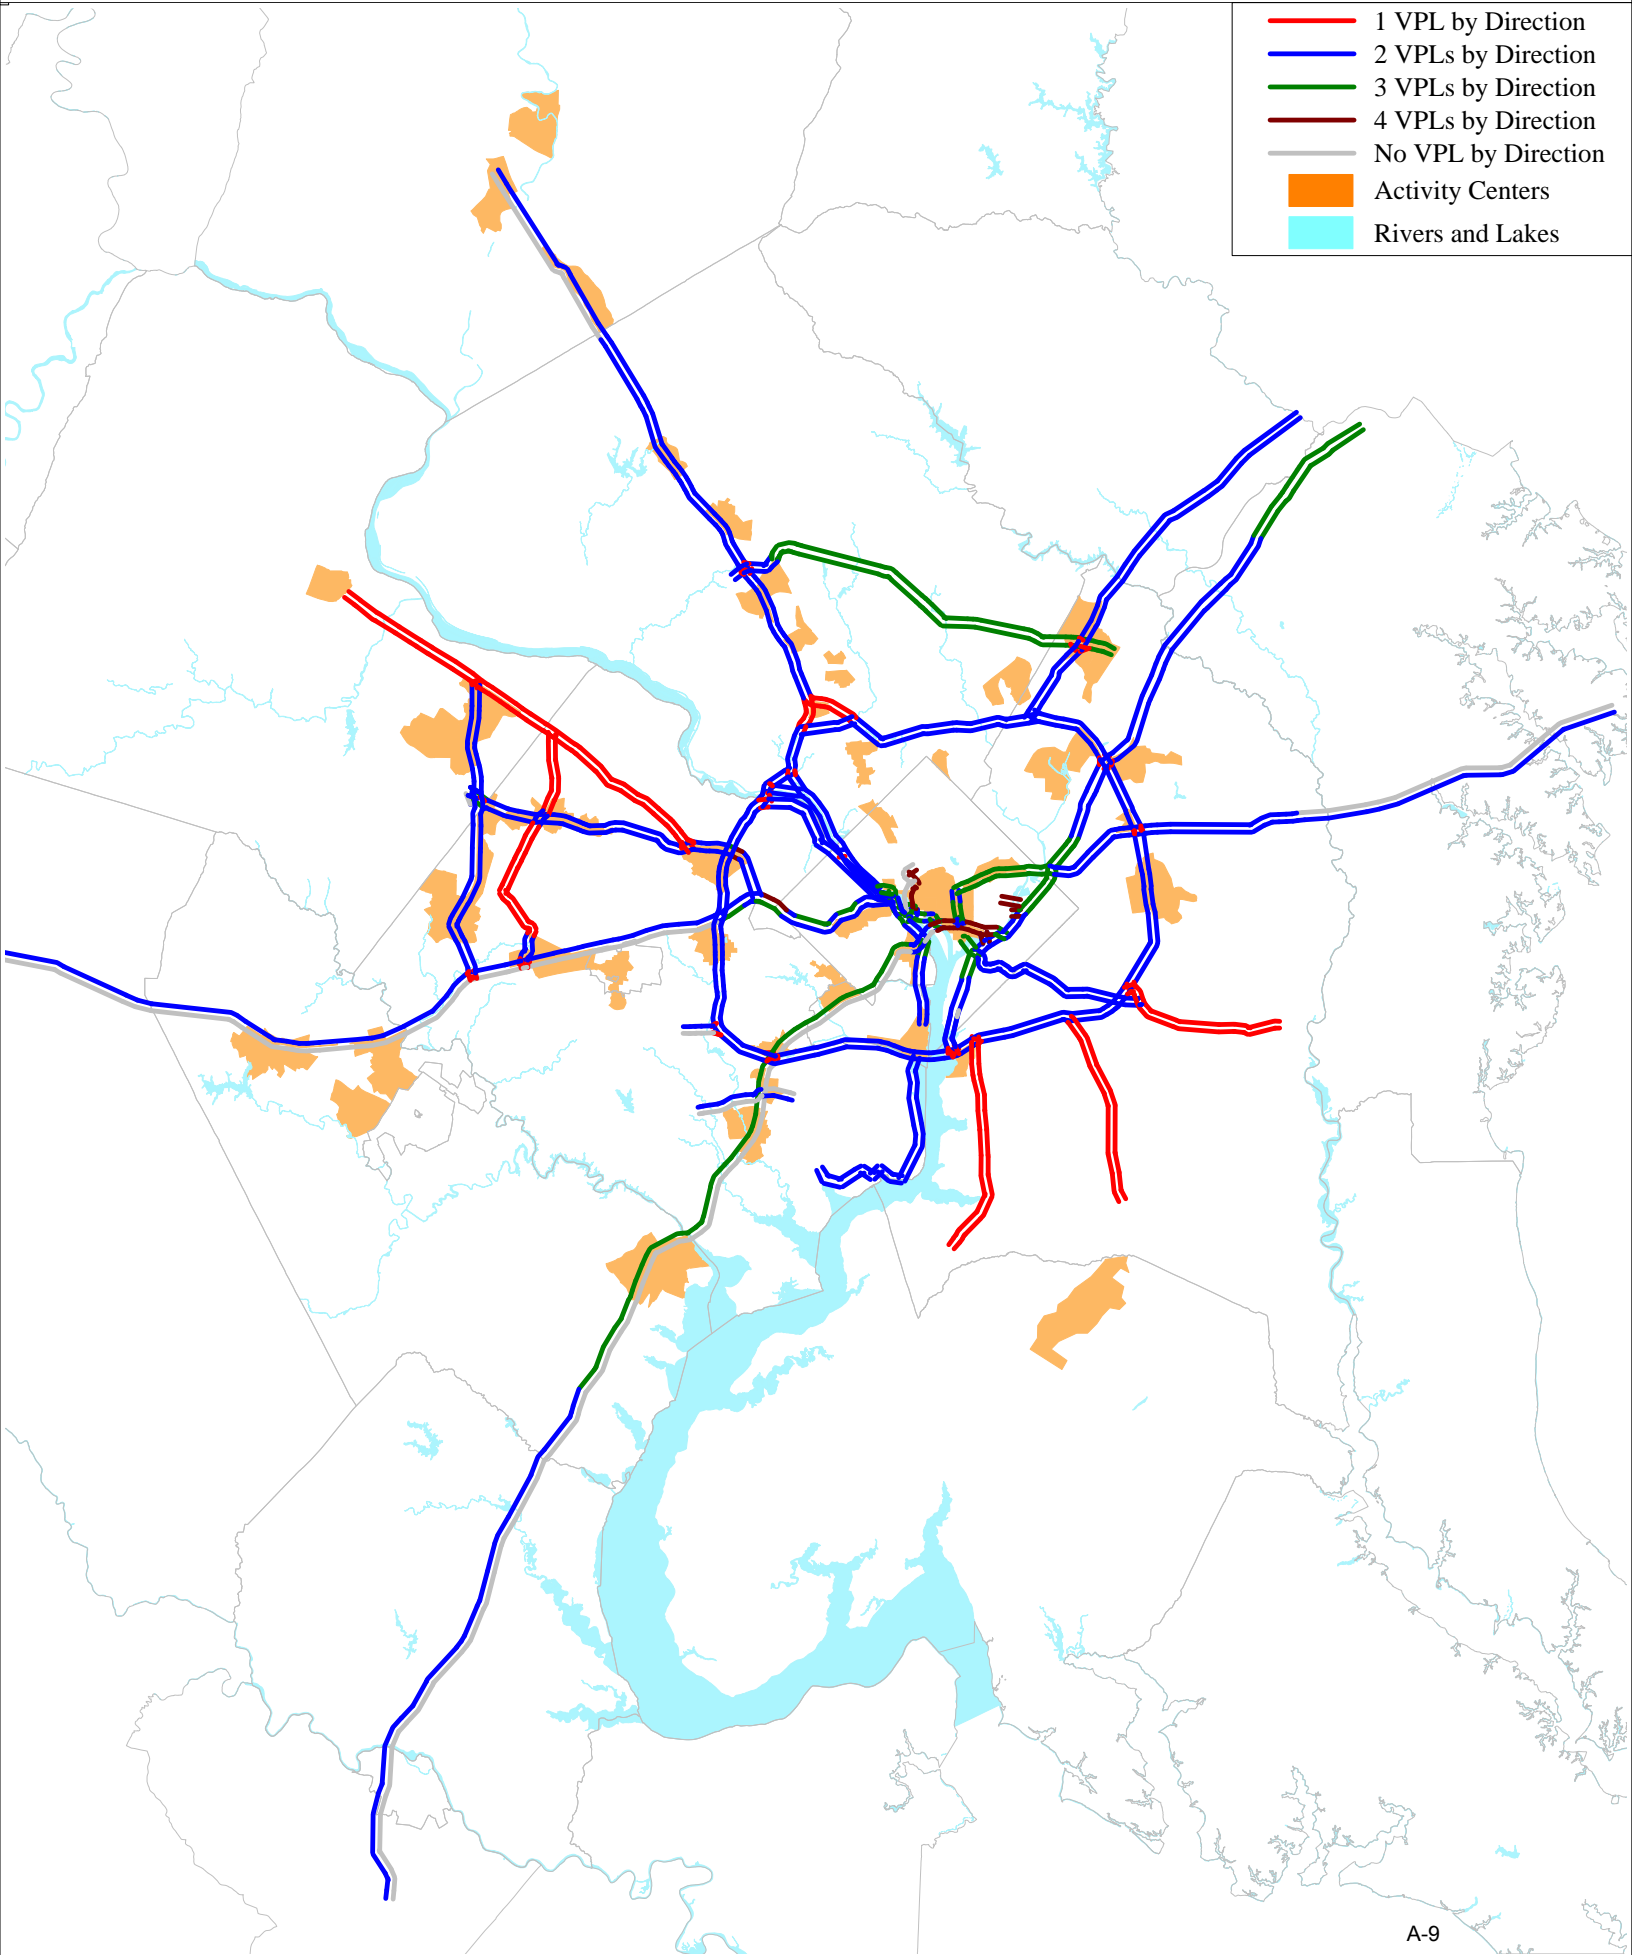 1 VPL by Direction
2 VPLs by Direction
3 VPLs by Direction
4 VPLs by Direction
No VPL by Direction
Activity Centers
Rivers and Lakes
A-9